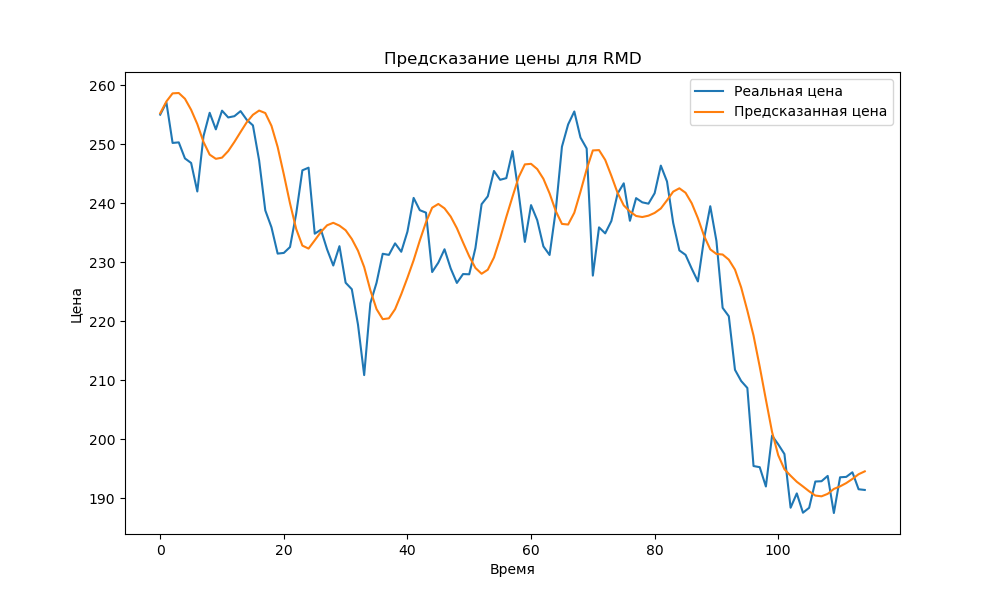 Предсказание цены для RMD
Реальная цена
Предсказанная цена
260
250
240
230
220
210
200
190
Цена
0 20 40 60 80 100
Время